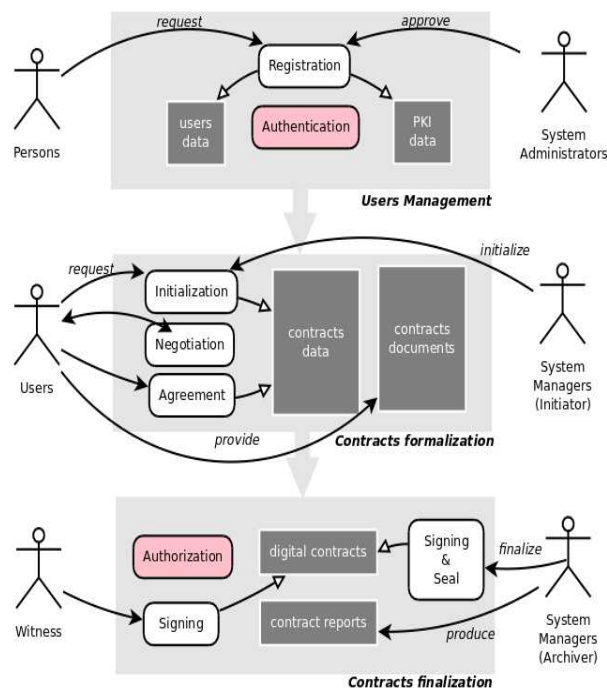 request
approve
Registration
users
data
Authentication
PKI
data
Persons
System
Administrators
Users Management
request
initialize
Initialization
Negotiation
Agreement
contracts
data
contracts
documents
Users
System
Managers
(Initiator)
provide
Contracts formalization
Authorization
digital contracts
Signing
&
Seal
finalize
Signing
contract reports
Witness
produce
System
Managers
(Archiver)
Contracts finalization